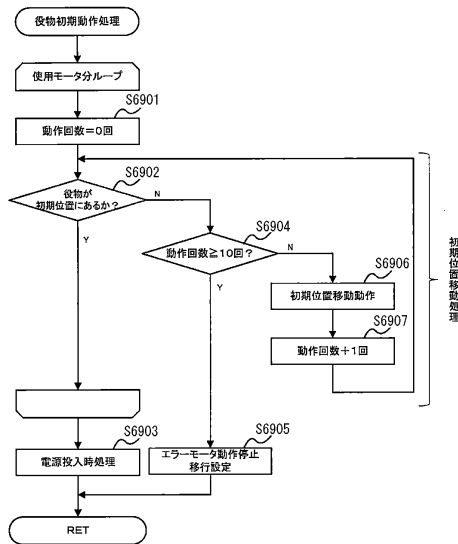 役物初期動作処理
使用モータ分ループ
S6901
動作回数=0回
S6902
役物が
初期位置にあるか?
N
Y
S6904
動作回数≧10回?
N
Y
S6906
初期位置移動動作
S6907
動作回数+1回
初期位置移動処理
S6903
電源投入時処理
S6905
エラーモータ動作停止
移行設定
RET